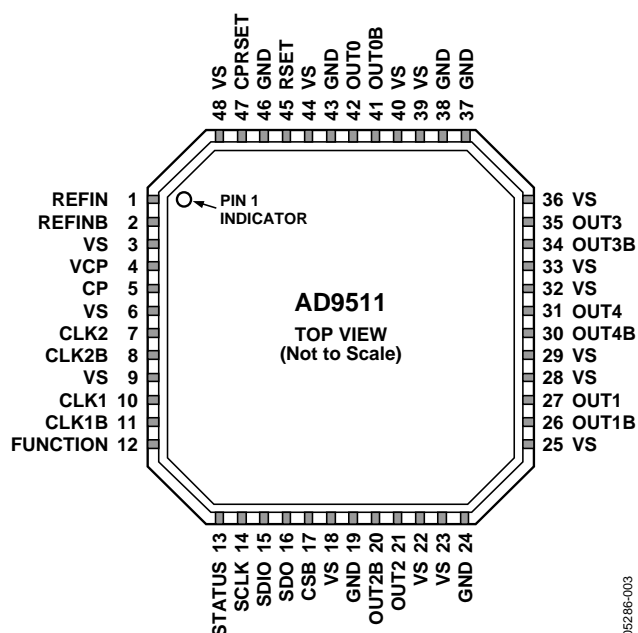 48 VS
47 CPRSET
46 GND
45 RSET
44 VS
43 GND
42 OUT0
41 OUT0B
40 VS
39 VS
38 GND
37 GND
REFIN 1
REFINB 2
VS 3
VCP 4
CP 5
VS 6
CLK2 7
CLK2B 8
VS 9
CLK1 10
CLK1B 11
FUNCTION 12
PIN 1
INDICATOR
AD9511
TOP VIEW
(Not to Scale)
36 VS
35 OUT3
34 OUT3B
33 VS
32 VS
31 OUT4
30 OUT4B
29 VS
28 VS
27 OUT1
26 OUT1B
25 VS
STATUS 13
SCLK 14
SDIO 15
SDO 16
CSB 17
VS 18
GND 19
OUT2B 20
OUT2 21
VS 22
VS 23
GND 24
05286-003